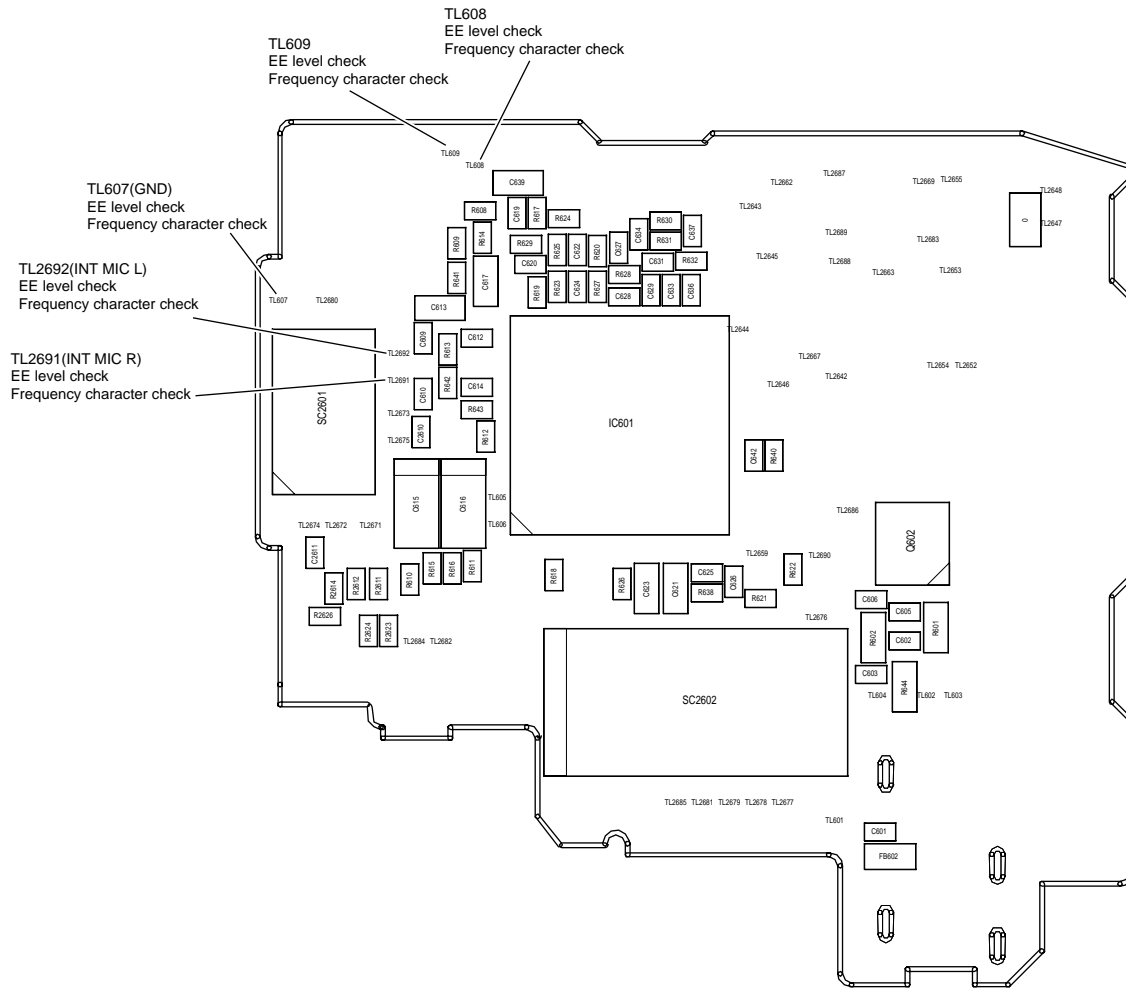 TL608
EE level check
Frequency character check
TL609
EE level check
Frequency character check
TL607(GND)
EE level check
Frequency character check
TL2692(INT MIC L)
EE level check
Frequency character check
TL2691(INT MIC R)
EE level check
Frequency character check
TL609
TL608
C639
R608
C619
R617
R624
R609
R614
R629
R625
C622
R620
C627
C634
R630
R631
C637
R641
C617
C620
R619
R623
C624
R627
R628
C628
C631
R632
C629
C633
C636
TL2662
TL2687
TL2669
TL2655
TL2648
TL2643
0
TL2647
TL2689
TL2683
TL2645
TL2688
TL2663
TL2653
TL607
TL2680
C613
C609
R613
C612
TL2692
TL2691
C610
R642
C614
R643
TL2673
TL2675
C2610
R612
SC2601
IC601
TL2644
TL2667
TL2646
TL2642
TL2654
TL2652
C642
R640
C615
C616
TL605
TL606
TL2686
Q602
TL2674
TL2672
TL2671
C2611
R2614
R2612
R2611
R2626
R610
R615
R616
R611
R618
R626
C623
C621
C625
R638
C626
R621
TL2659
R622
TL2690
R2624
R2623
TL2684
TL2682
TL2676
C606
C605
R601
R602
C602
C603
R644
TL604
TL602
TL603
SC2602
TL2685
TL2681
TL2679
TL2678
TL2677
TL601
C601
FB602